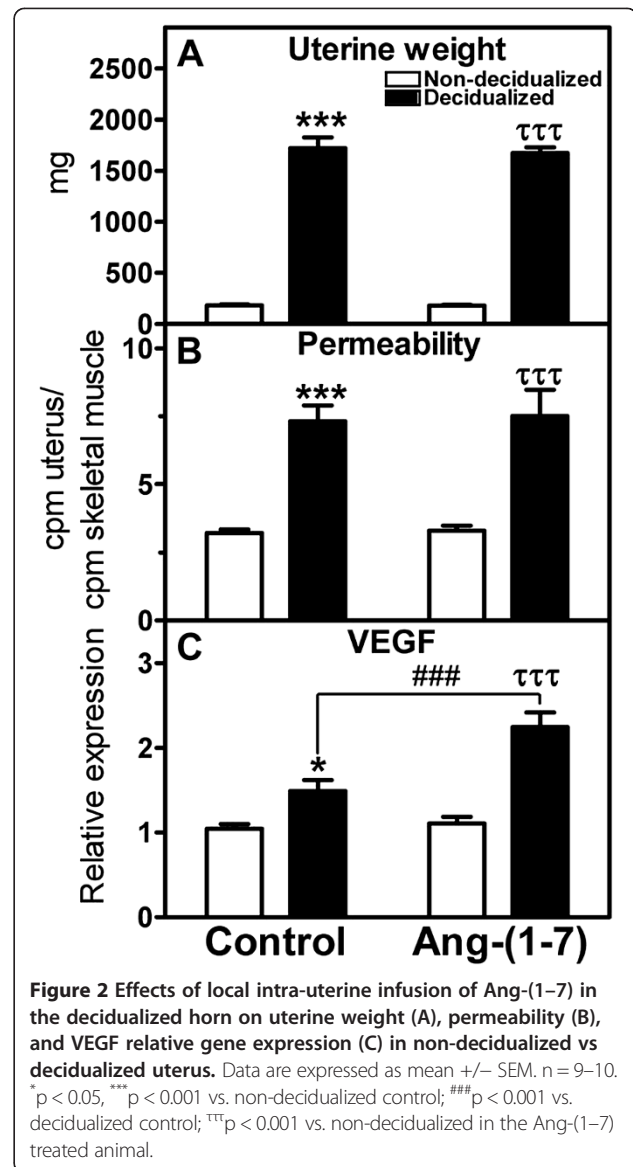 A
Uterine weight
Non-decidualized
Decidualized
2500
2000
1500
1000
500
0
mg
***
τττ
B
Permeability
10
5
0
cpm uterus/
cpm skeletal muscle
***
τττ
C
VEGF
3
2
1
0
Relative expression
###
τττ
*
Control
Ang-(1-7)
Figure 2 Effects of local intra-uterine infusion of Ang-(1–7) in
the decidualized horn on uterine weight (A), permeability (B),
and VEGF relative gene expression (C) in non-decidualized vs
decidualized uterus. Data are expressed as mean +/− SEM. n = 9–10.
*p < 0.05, ***p < 0.001 vs. non-decidualized control; ###p < 0.001 vs.
decidualized control; τττp < 0.001 vs. non-decidualized in the Ang-(1–7)
treated animal.